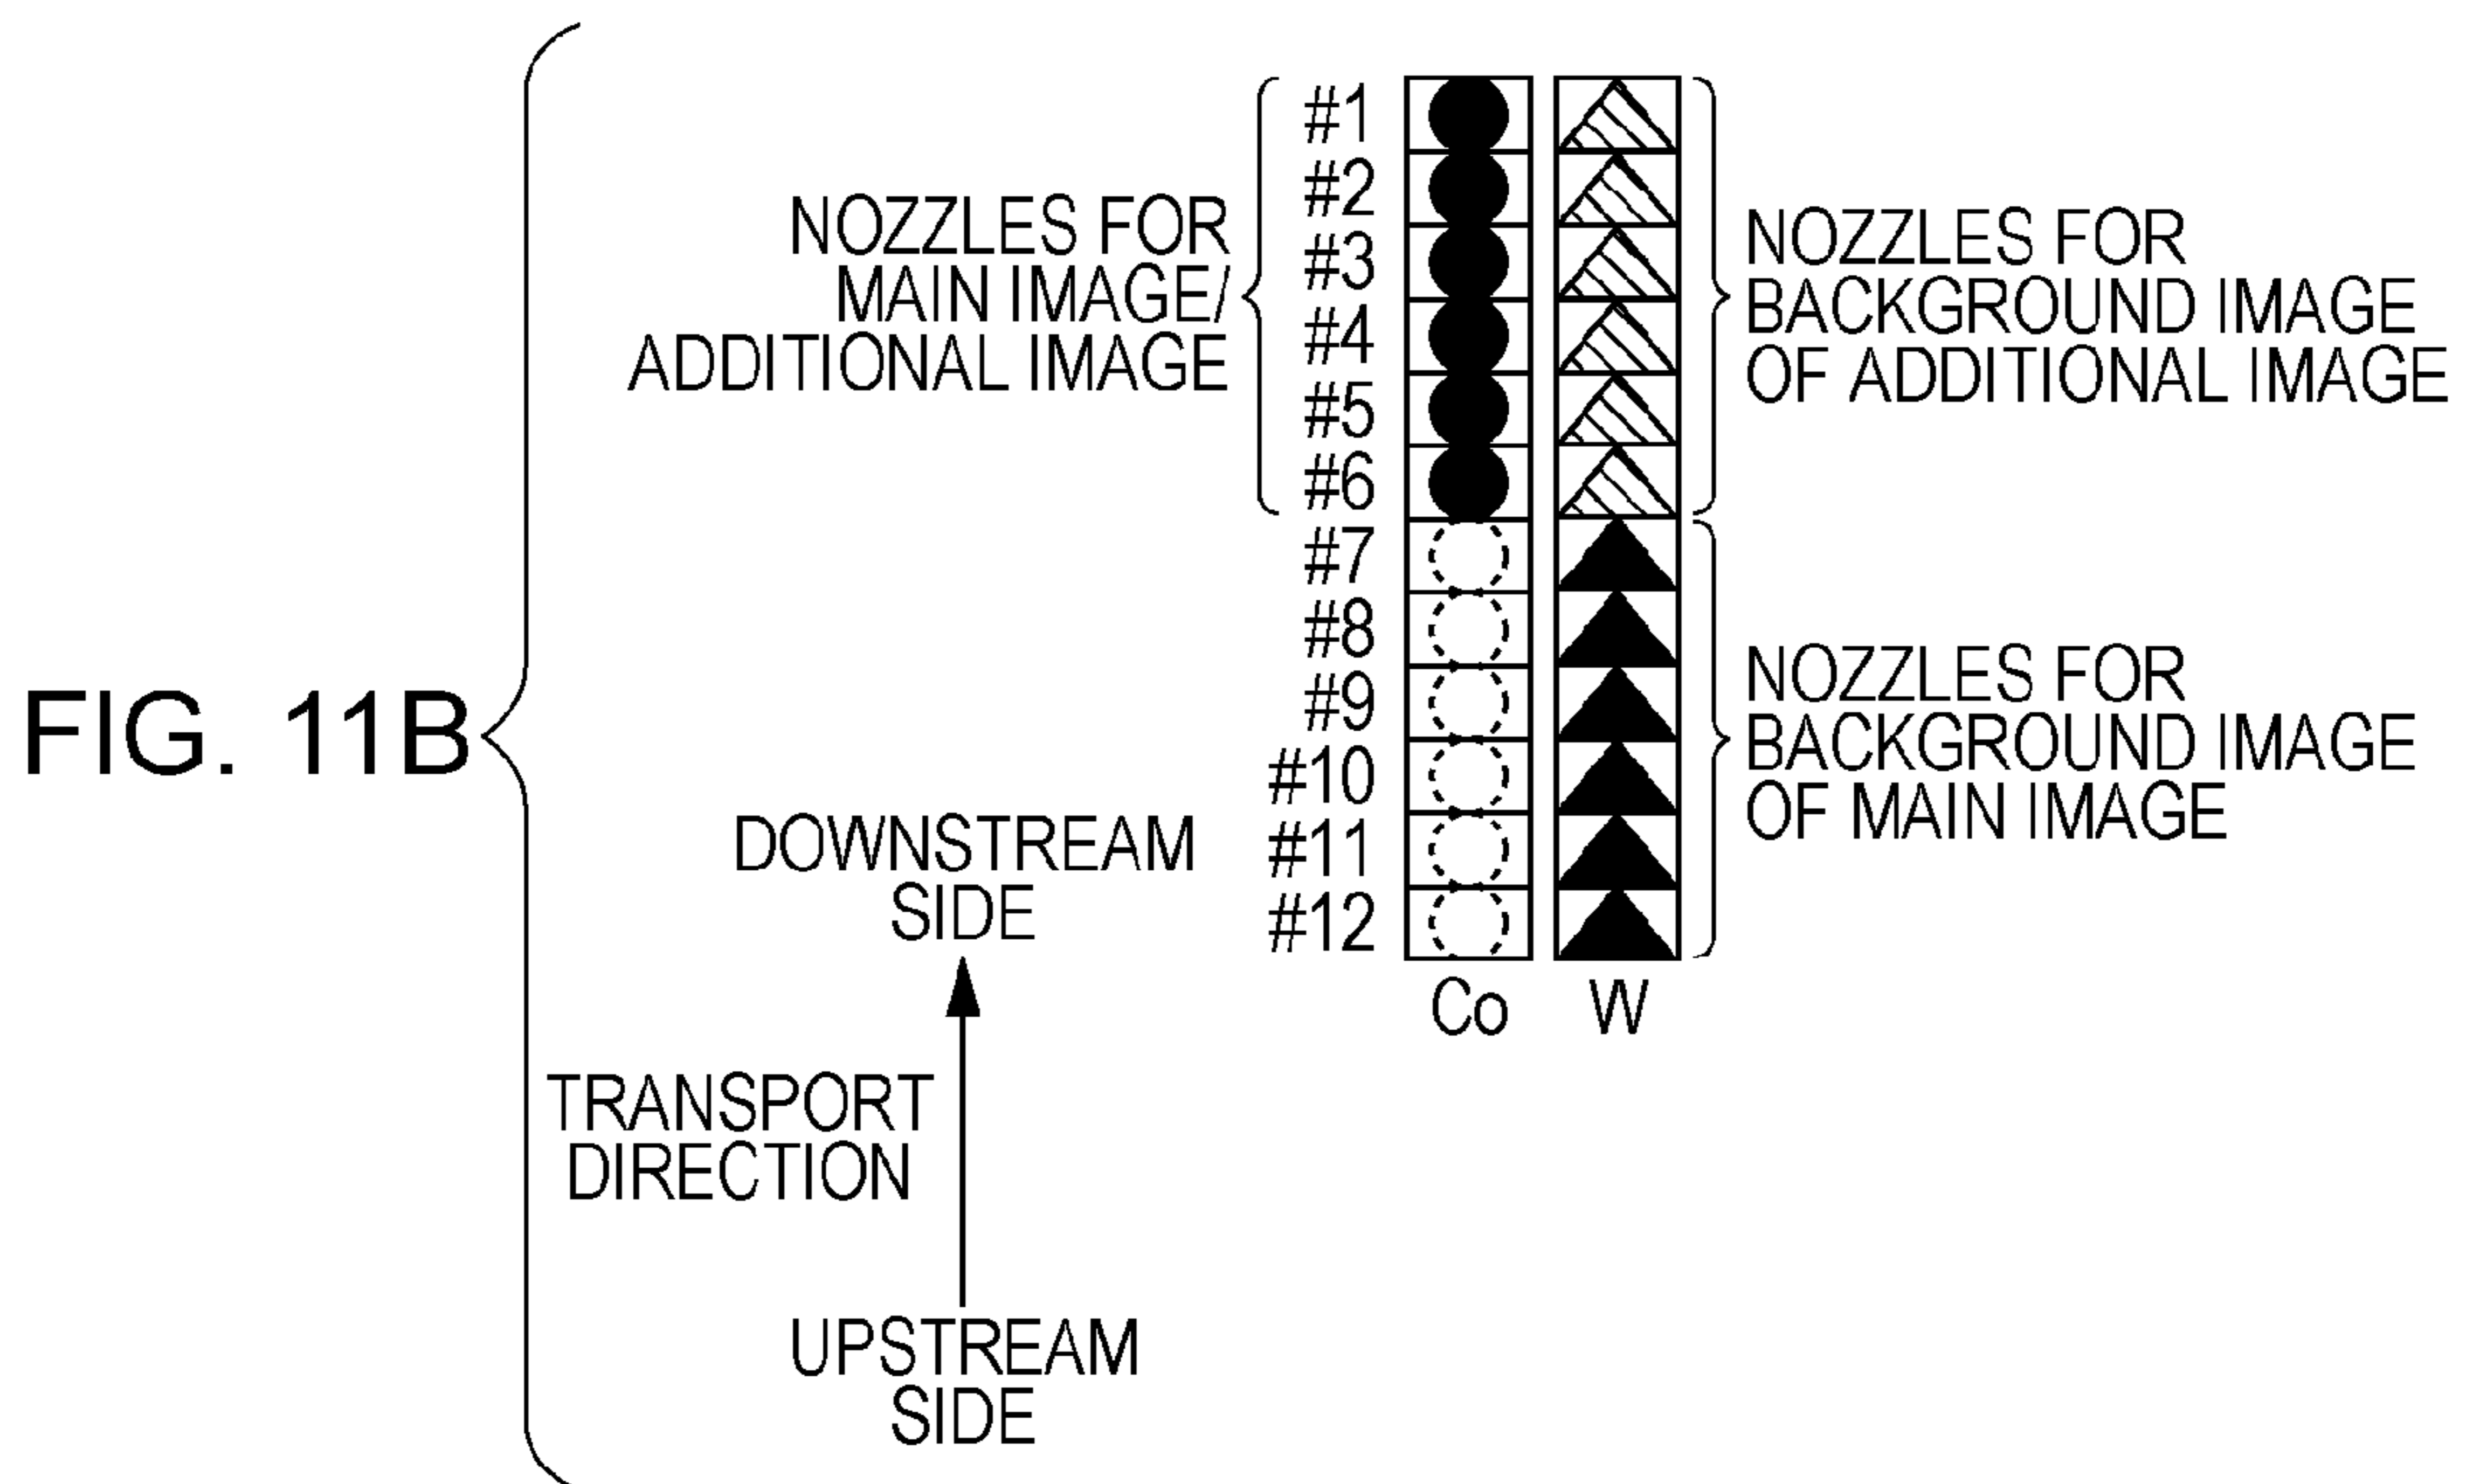 FIG. 11B
NOZZLES FOR
MAIN IMAGE/
ADDITIONAL IMAGE
#1
#2
#3
#4
#5
#6
#7
#8
#9
#10
#11
#12
Co
W
NOZZLES FOR
BACKGROUND IMAGE
OF ADDITIONAL IMAGE
NOZZLES FOR
BACKGROUND IMAGE
OF MAIN IMAGE
DOWNSTREAM
SIDE
TRANSPORT
DIRECTION
UPSTREAM
SIDE